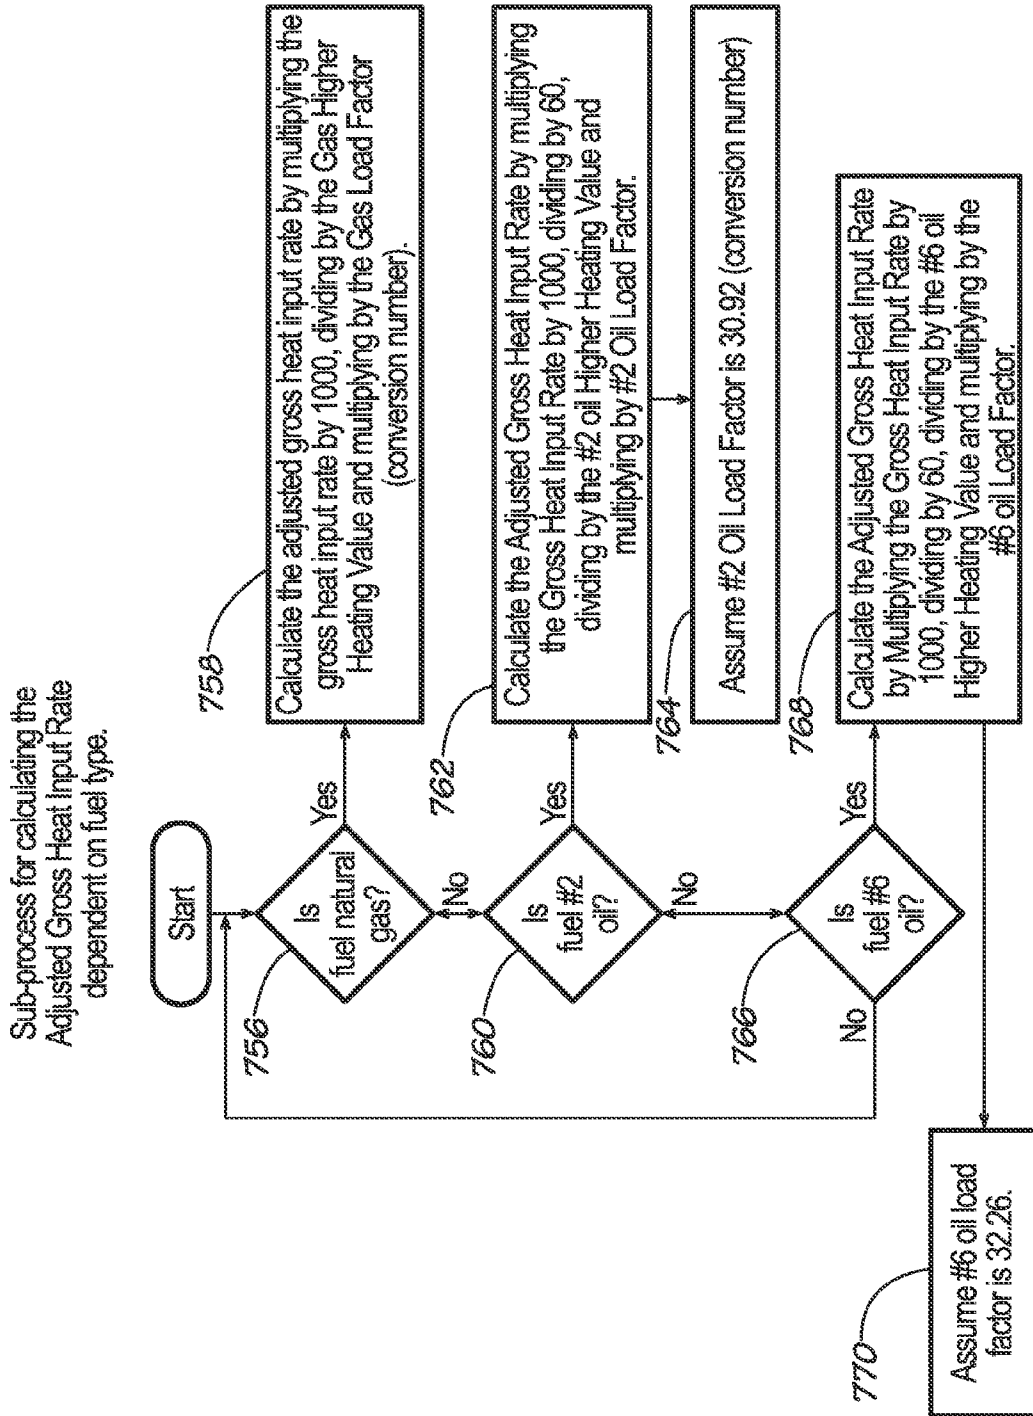 Sub-process for calculating the
Adjusted Gross Heat Input Rate
dependent on fuel type.
Start
756
Is
fuel natural
gas?
Yes
No
758
Calculate the adjusted gross heat input rate by multiplying the
gross heat input rate by 1000, dividing by the Gas Higher
Heating Value and multiplying by the Gas Load Factor
(conversion number).
760
Is
fuel #2
oil?
Yes
No
762
Calculate the Adjusted Gross Heat Input Rate by multiplying
the Gross Heat Input Rate by 1000, dividing by 60,
dividing by the #2 oil Higher Heating Value and
multiplying by #2 Oil Load Factor.
764
Assume #2 Oil Load Factor is 30.92 (conversion number)
766
Is
fuel #6
oil?
Yes
No
768
Calculate the Adjusted Gross Heat Input Rate
by Multiplying the Gross Heat Input Rate by
1000, dividing by 60, dividing by the #6 oil
Higher Heating Value and multiplying by the
#6 oil Load Factor.
770
Assume #6 oil load
factor is 32.26.